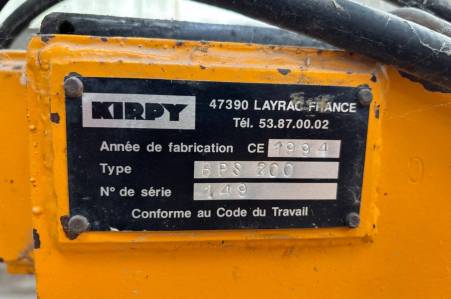 KIRPY
47390 LAYRAC FRANCE
Tél. 53.87.00.02
Année de fabrication CE 1994
Type BPS 200
N° de série 149
Conforme au Code du Travail